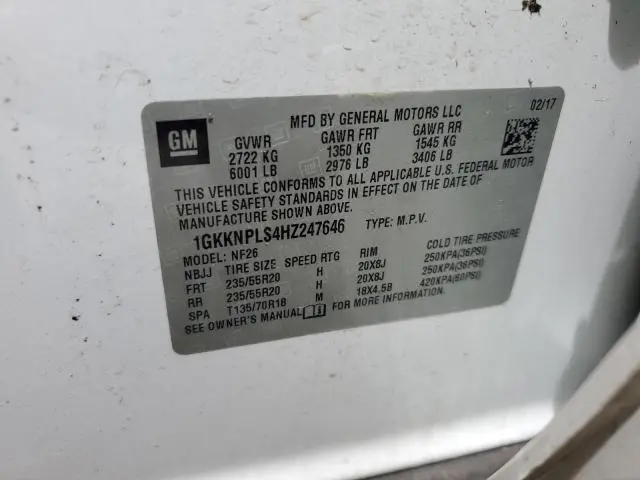 MFD BY GENERAL MOTORS LLC 02/17
GM
GVWR GAWR FRT GAWR RR
2722 KG 1350 KG 1545 KG
6001 LB 2976 LB 3406 LB
THIS VEHICLE CONFORMS TO ALL APPLICABLE U.S. FEDERAL MOTOR
VEHICLE SAFETY STANDARDS IN EFFECT ON THE DATE OF
MANUFACTURE SHOWN ABOVE.
1GKKNPLS4HZ247646 TYPE: M.P.V.
MODEL: NF26
NBJJ TIRE SIZE SPEED RTG RIM COLD TIRE PRESSURE
FRT 235/55R20 H 20X8J 250KPA(36PSI)
RR 235/55R20 H 20X8J 250KPA(36PSI)
SPA T135/70R18 M 18X4.5B 420KPA(60PSI)
SEE OWNER'S MANUAL FOR MORE INFORMATION.